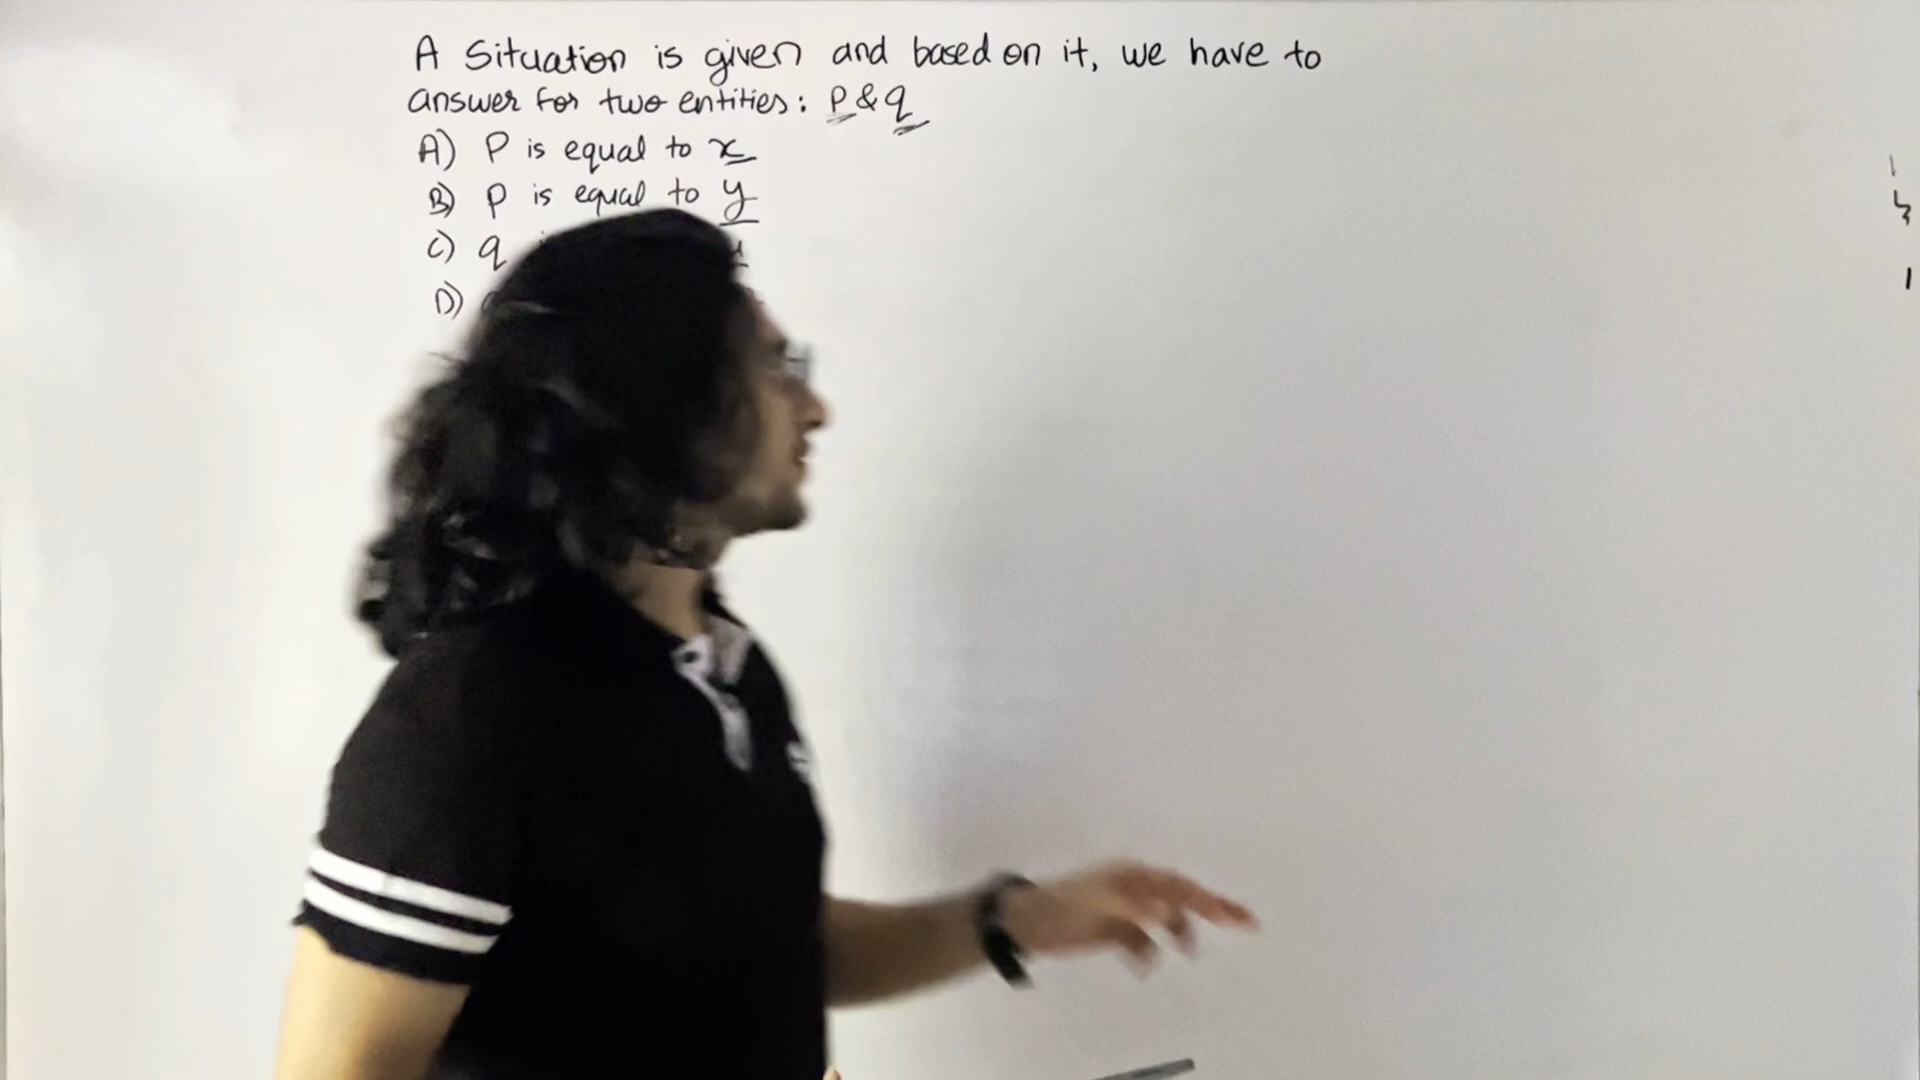 A Situation is given and based on it, we have to
answer for two entities: P & q
A) P is equal to x
B) P is equal to y
C) q
D)